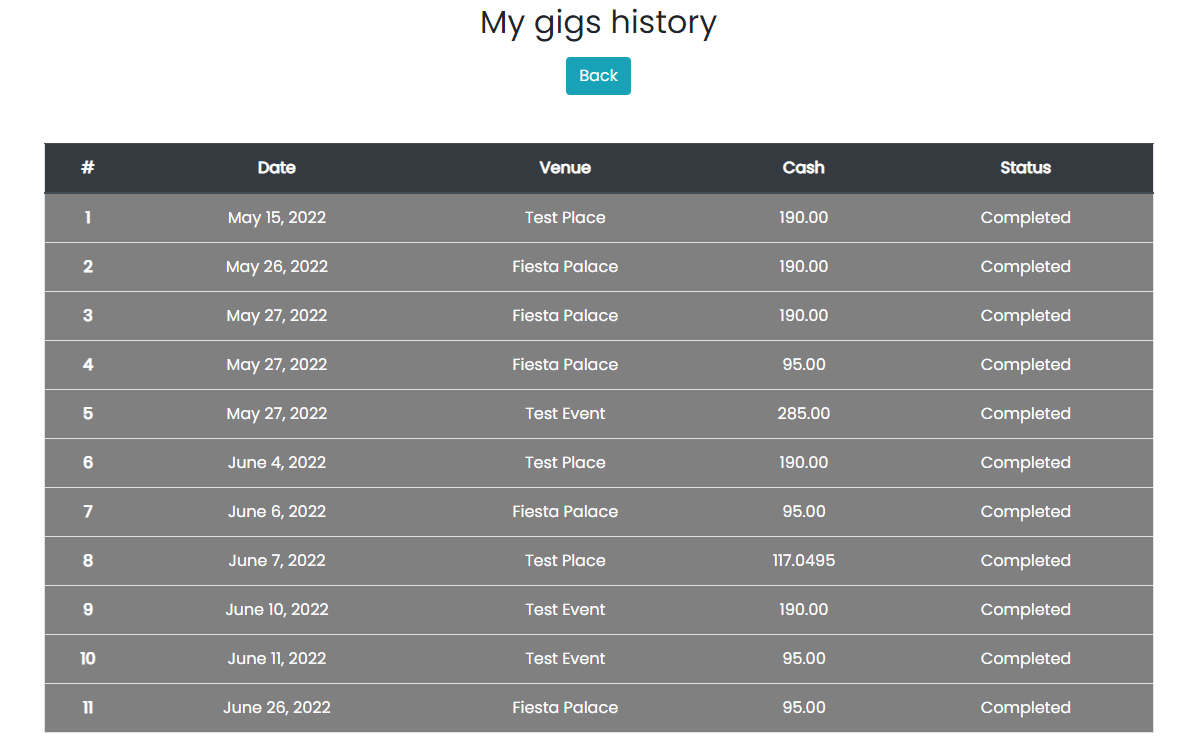 My gigs history
Back
# Date Venue Cash Status
1 May 15, 2022 Test Place 190.00 Completed
2 May 26, 2022 Fiesta Palace 190.00 Completed
3 May 27, 2022 Fiesta Palace 190.00 Completed
4 May 27, 2022 Fiesta Palace 95.00 Completed
5 May 27, 2022 Test Event 285.00 Completed
6 June 4, 2022 Test Place 190.00 Completed
7 June 6, 2022 Fiesta Palace 95.00 Completed
8 June 7, 2022 Test Place 117.0495 Completed
9 June 10, 2022 Test Event 190.00 Completed
10 June 11, 2022 Test Event 95.00 Completed
11 June 26, 2022 Fiesta Palace 95.00 Completed